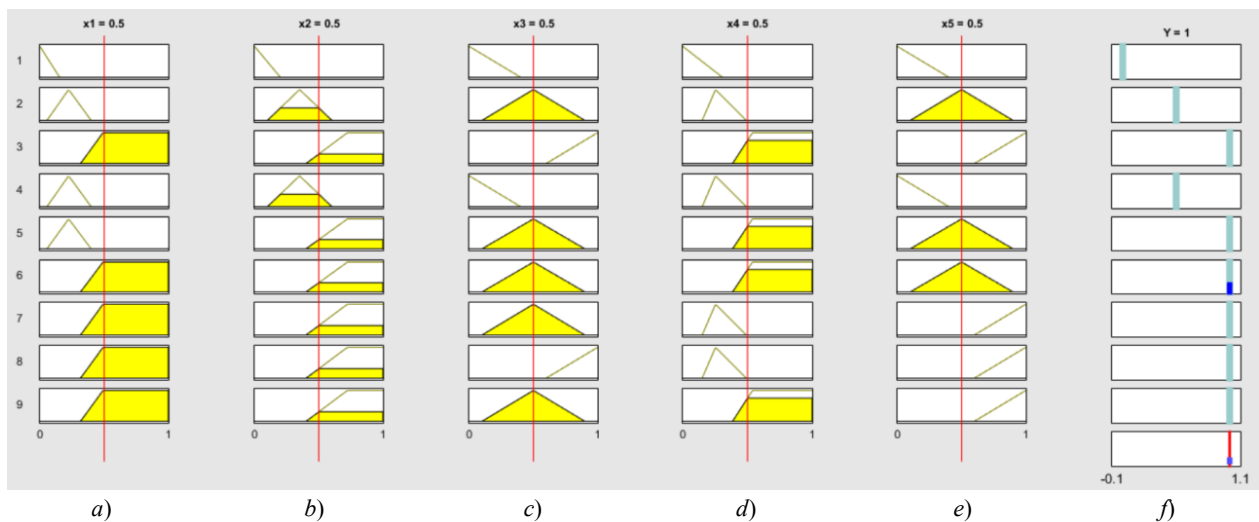 x1 = 0.5 x2 = 0.5 x3 = 0.5 x4 = 0.5 x5 = 0.5
Y = 1
1
2
3
4
5
6
7
8
9
0 1 0 1 0 1 0 1 0 1
-0.1 1.1
a) b) c) d) e) f)